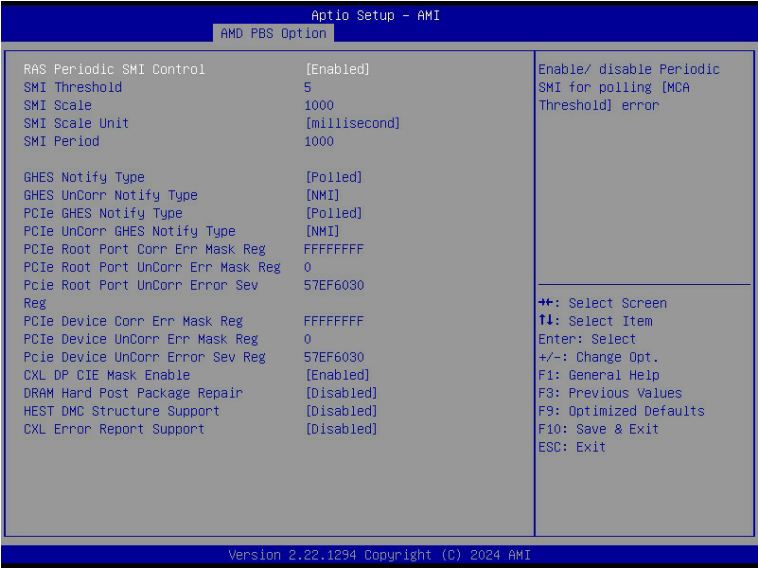 Aptio Setup – AMI
AMD PBS Option
RAS Periodic SMI Control [Enabled]
SMI Threshold 5
SMI Scale 1000
SMI Scale Unit [millisecond]
SMI Period 1000
GHES Notify Type [Polled]
GHES UnCorr Notify Type [NMI]
PCIe GHES Notify Type [Polled]
PCIe UnCorr GHES Notify Type [NMI]
PCIe Root Port Corr Err Mask Reg FFFFFFFF
PCIe Root Port UnCorr Err Mask Reg 0
Pcie Root Port UnCorr Error Sev 57EF6030
Reg
PCIe Device Corr Err Mask Reg FFFFFFFF
PCIe Device UnCorr Err Mask Reg 0
Pcie Device UnCorr Error Sev Reg 57EF6030
CXL DP CIE Mask Enable [Enabled]
DRAM Hard Post Package Repair [Disabled]
HEST DMC Structure Support [Disabled]
CXL Error Report Support [Disabled]
Enable/ disable Periodic
SMI for polling [MCA
Threshold] error
→←: Select Screen
↑↓: Select Item
Enter: Select
+/-: Change Opt.
F1: General Help
F3: Previous Values
F9: Optimized Defaults
F10: Save & Exit
ESC: Exit
Version 2.22.1294 Copyright (C) 2024 AMI